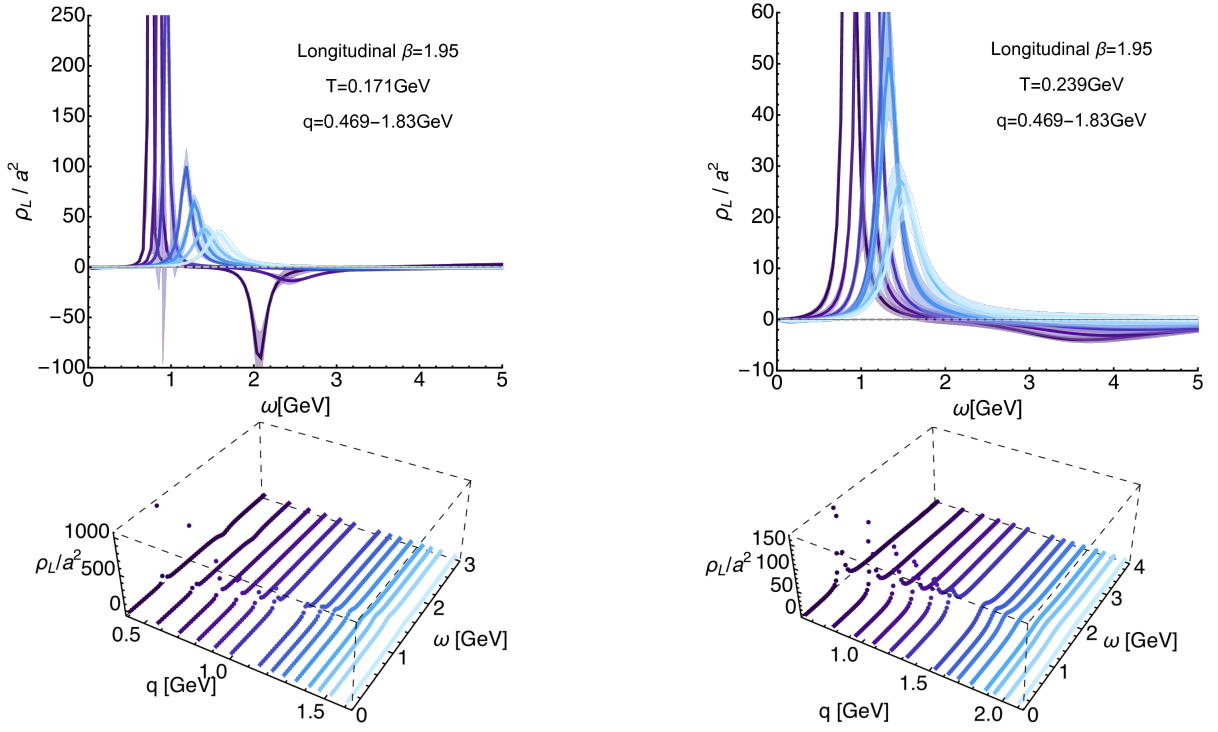 250
200
150
100
50
0
−50
−100
ρL / a²
Longitudinal β=1.95
T=0.171GeV
q=0.469−1.83GeV
0 1 2 3 4 5
ω[GeV]
60
50
40
30
20
10
0
−10
ρL / a²
Longitudinal β=1.95
T=0.239GeV
q=0.469−1.83GeV
0 1 2 3 4 5
ω[GeV]
1000
500
0
ρL/a²
0.5
1.0
1.5
q [GeV]
0
1
2
3
ω [GeV]
150
100
50
0
ρL/a²
1.0
1.5
2.0
q [GeV]
0
1
2
3
4
ω [GeV]